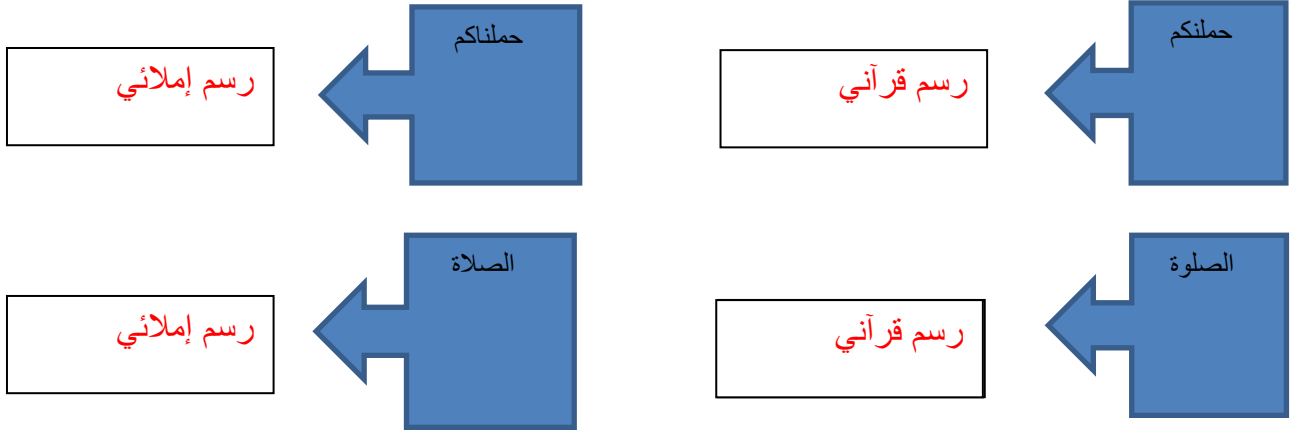 حملنكم
رسم قرآني
حملناكم
رسم إملائي
الصلوة
رسم قرآني
الصلاة
رسم إملائي